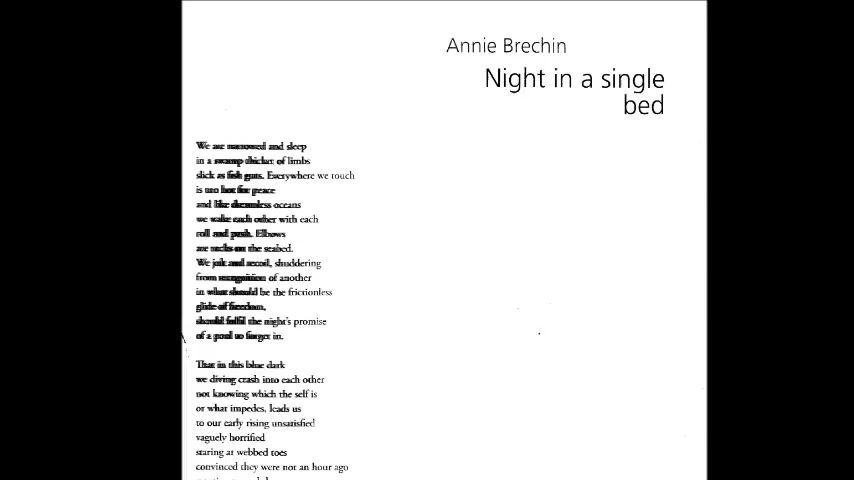 Annie Brechin
Night in a single
bed
We are narrowed and sleep
in a swamp thicket of limbs
slick as fish guts. Everywhere we touch
is too hot for peace
and like dreamless oceans
we wake each other with each
roll and push. Elbows
are rocks on the seabed.
We jolt and recoil, shuddering
from recognition of another
in what should be the frictionless
glide of freedom,
should fulfil the night's promise
of a pool to forget in.
That in this blue dark
we diving crash into each other
not knowing which the self is
or what impedes, leads us
to our early rising unsatisfied
vaguely horrified
staring at webbed toes
convinced they were not an hour ago